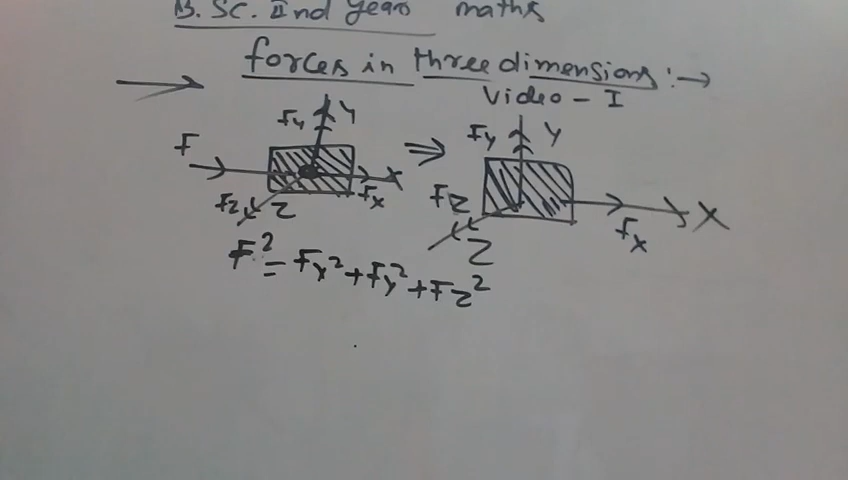 B. SC. IInd Year maths
forces in three dimensions :→
Video - I
Fy Y Fy Y
F
X Fx X Fx
Fz Z Fz Z
F² = Fx² + Fy² + Fz²